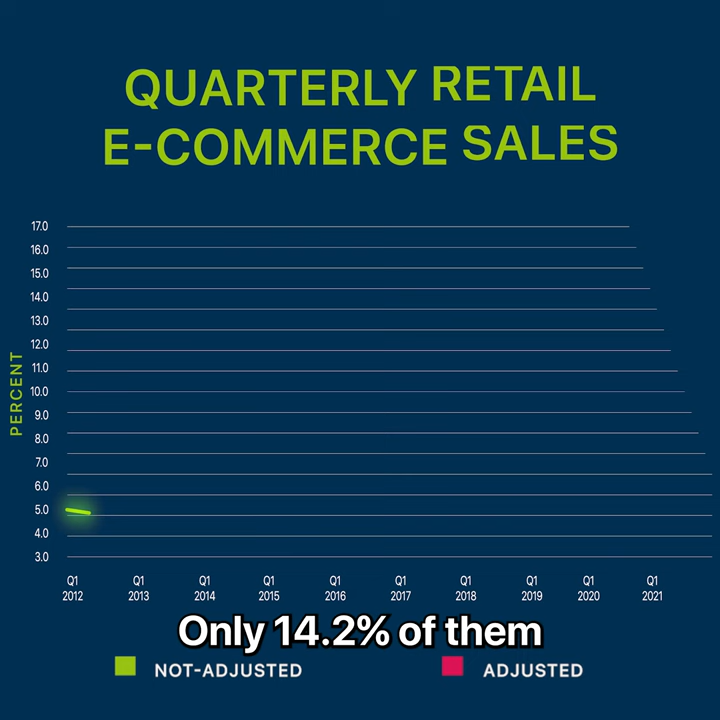 QUARTERLY RETAIL
E-COMMERCE SALES
PERCENT
17.0
16.0
15.0
14.0
13.0
12.0
11.0
10.0
9.0
8.0
7.0
6.0
5.0
4.0
3.0
Q1 Q1 Q1 Q1 Q1 Q1 Q1 Q1 Q1 Q1
2012 2013 2014 2015 2016 2017 2018 2019 2020 2021
Only 14.2% of them
NOT-ADJUSTED
ADJUSTED